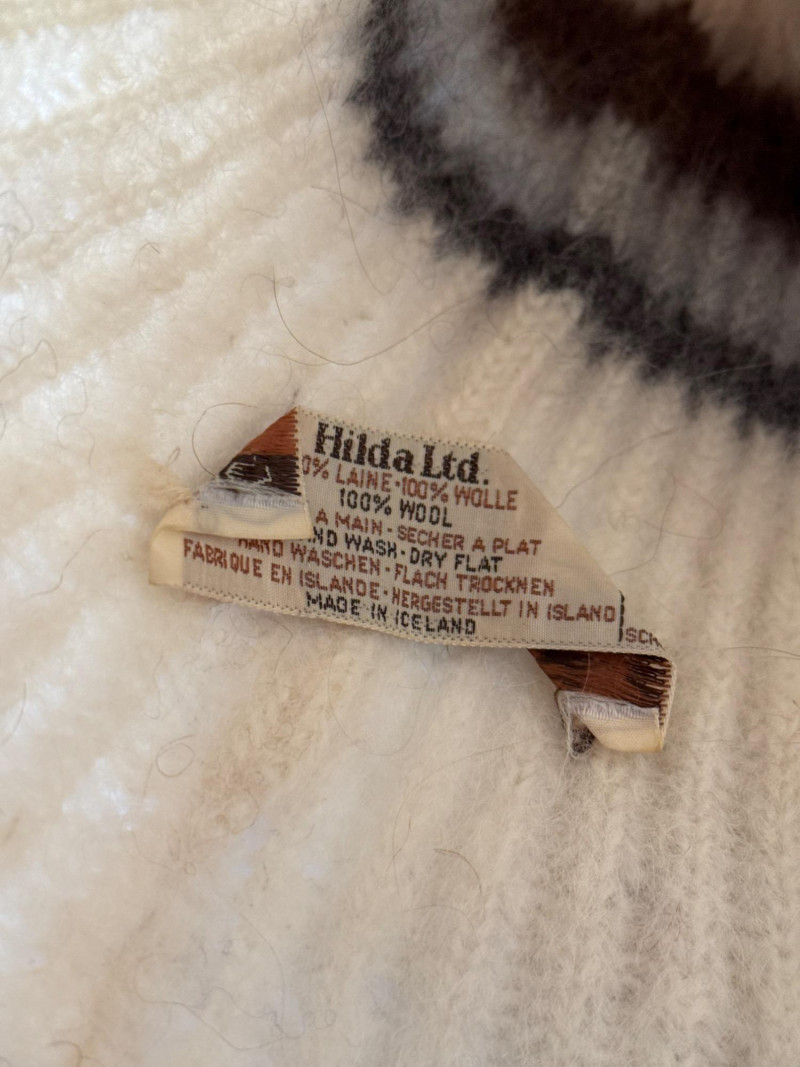 Hilda Ltd.
0% LAINE·100% WOLLE
100% WOOL
A MAIN · SECHER A PLAT
ND WASH · DRY FLAT
HAND WASCHEN · FLACH TROCKNEN
FABRIQUE EN ISLANDE · HERGESTELLT IN ISLAND
MADE IN ICELAND